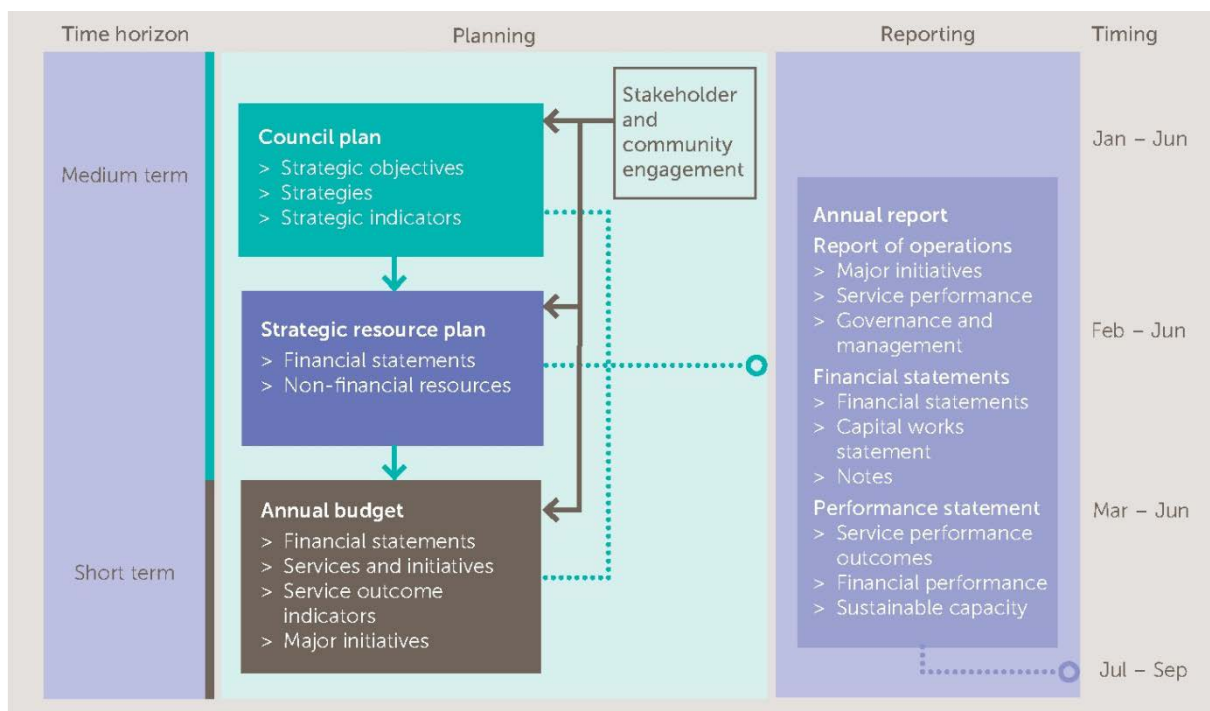 Time horizon
Planning
Reporting
Timing
Medium term
Short term
Stakeholder
and
community
engagement
Council plan
> Strategic objectives
> Strategies
> Strategic indicators
Strategic resource plan
> Financial statements
> Non-financial resources
Annual budget
> Financial statements
> Services and initiatives
> Service outcome
indicators
> Major initiatives
Annual report
Report of operations
> Major initiatives
> Service performance
> Governance and
management
Financial statements
> Financial statements
> Capital works
statement
> Notes
Performance statement
> Service performance
outcomes
> Financial performance
> Sustainable capacity
Jan – Jun
Feb – Jun
Mar – Jun
Jul – Sep